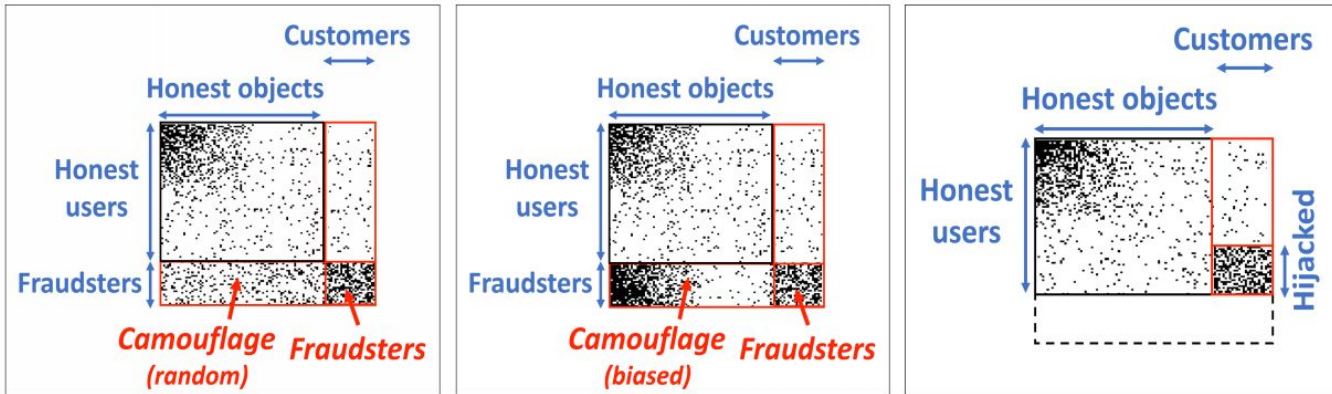 Customers
Honest objects
Honest
users
Fraudsters
Camouflage
(random)
Fraudsters
Customers
Honest objects
Honest
users
Fraudsters
Camouflage
(biased)
Fraudsters
Customers
Honest objects
Honest
users
Hijacked